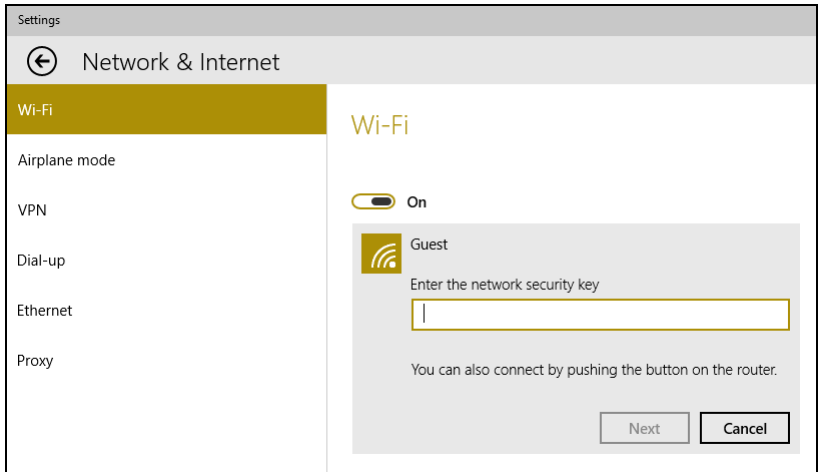 Settings
Network & Internet
Wi-Fi
Airplane mode
VPN
Dial-up
Ethernet
Proxy
Wi-Fi
On
Guest
Enter the network security key
You can also connect by pushing the button on the router.
Next
Cancel